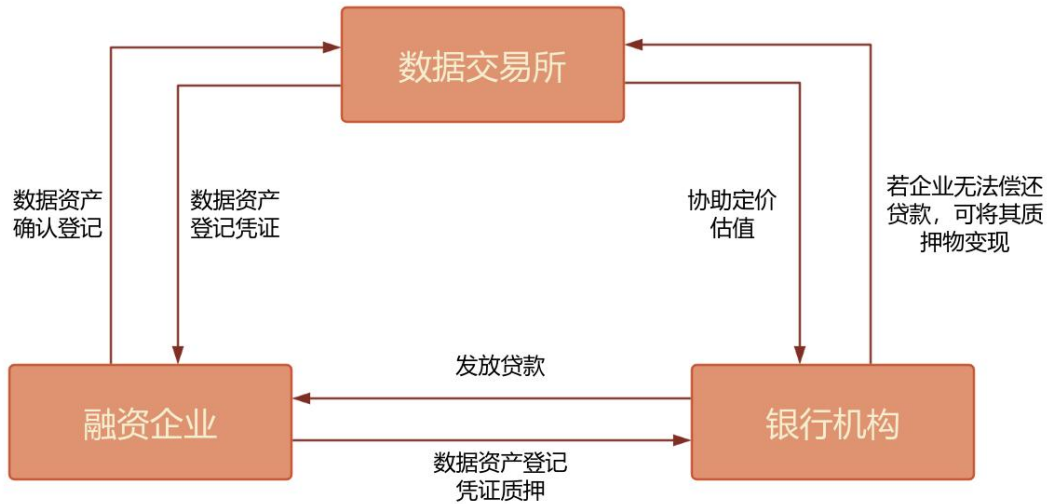 数据交易所
数据资产
确认登记
数据资产
登记凭证
协助定价
估值
若企业无法偿还
贷款，可将其质
押物变现
发放贷款
融资企业
银行机构
数据资产登记
凭证质押